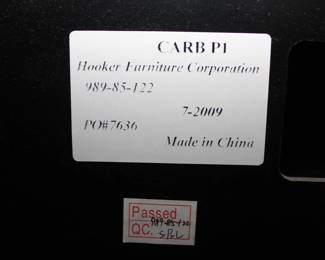 CARB P1
Hooker Furniture Corporation
989-85-122
7-2009
PO#7636
Made in China
Passed
QC.